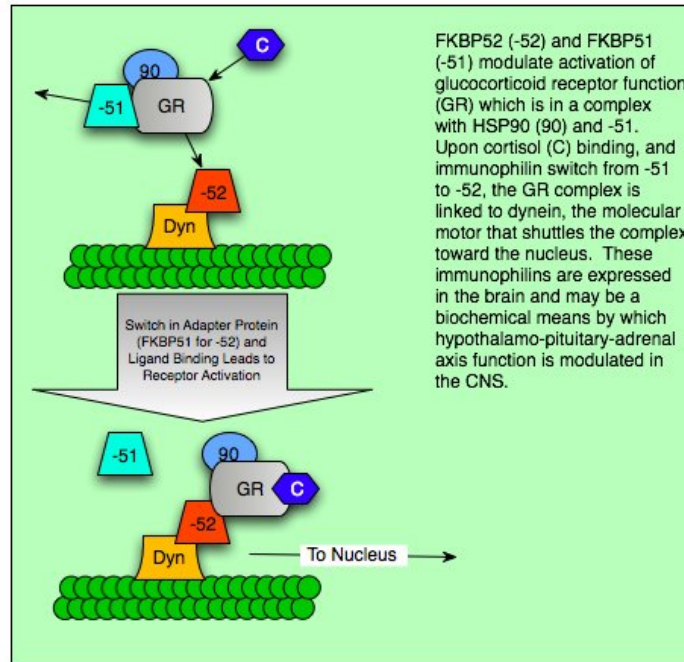 C
90
-51
GR
-52
Dyn
Switch in Adapter Protein
(FKBP51 for -52) and
Ligand Binding Leads to
Receptor Activation
-51
90
GR
C
-52
Dyn
To Nucleus
FKBP52 (-52) and FKBP51
(-51) modulate activation of
glucocorticoid receptor function
(GR) which is in a complex
with HSP90 (90) and -51.
Upon cortisol (C) binding, and
immunophilin switch from -51
to -52, the GR complex is
linked to dynein, the molecular
motor that shuttles the complex
toward the nucleus. These
immunophilins are expressed
in the brain and may be a
biochemical means by which
hypothalamo-pituitary-adrenal
axis function is modulated in
the CNS.